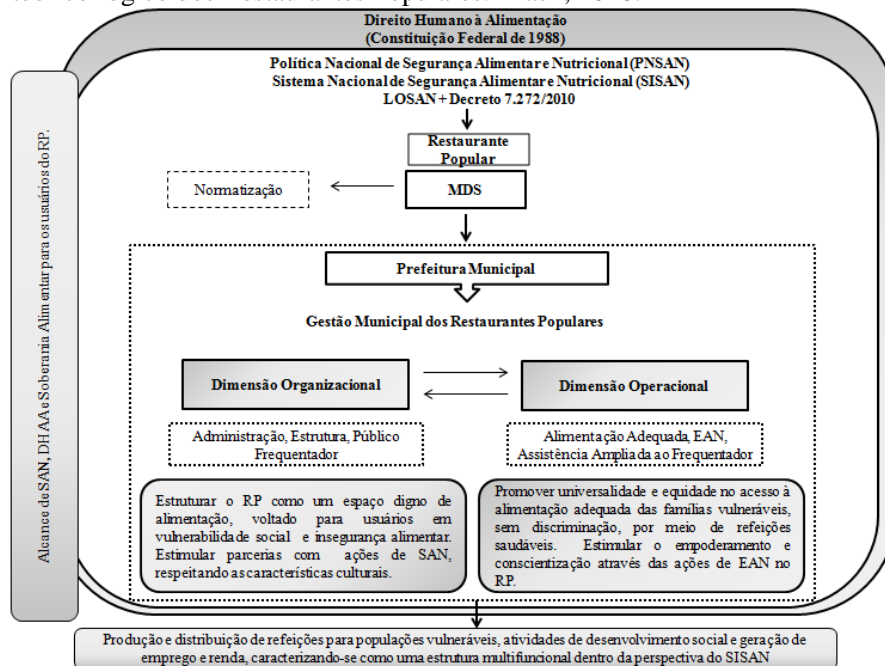 Direito Humano à Alimentação
(Constituição Federal de 1988)
Política Nacional de Segurança Alimentar e Nutricional (PNSAN)
Sistema Nacional de Segurança Alimentar e Nutricional (SISAN)
LOSAN + Decreto 7.272/2010
Restaurante
Popular
MDS
Normatização
Prefeitura Municipal
Gestão Municipal dos Restaurantes Populares
Dimensão Organizacional
Dimensão Operacional
Administração, Estrutura, Público
Frequentador
Alimentação Adequada, EAN,
Assistência Ampliada ao Frequentador
Estruturar o RP como um espaço digno de
alimentação, voltado para usuários em
vulnerabilidade social e insegurança alimentar.
Estimular parcerias com ações de SAN,
respeitando as características culturais.
Promover universalidade e equidade no acesso à
alimentação adequada das famílias vulneráveis,
sem discriminação, por meio de refeições
saudáveis. Estimular o empoderamento e
conscientização através das ações de EAN no
RP.
Alcance de SAN, DHAA e Soberania Alimentar para os usuários do RP.
Produção e distribuição de refeições para populações vulneráveis, atividades de desenvolvimento social e geração de
emprego e renda, caracterizando-se como uma estrutura multifuncional dentro da perspectiva do SISAN